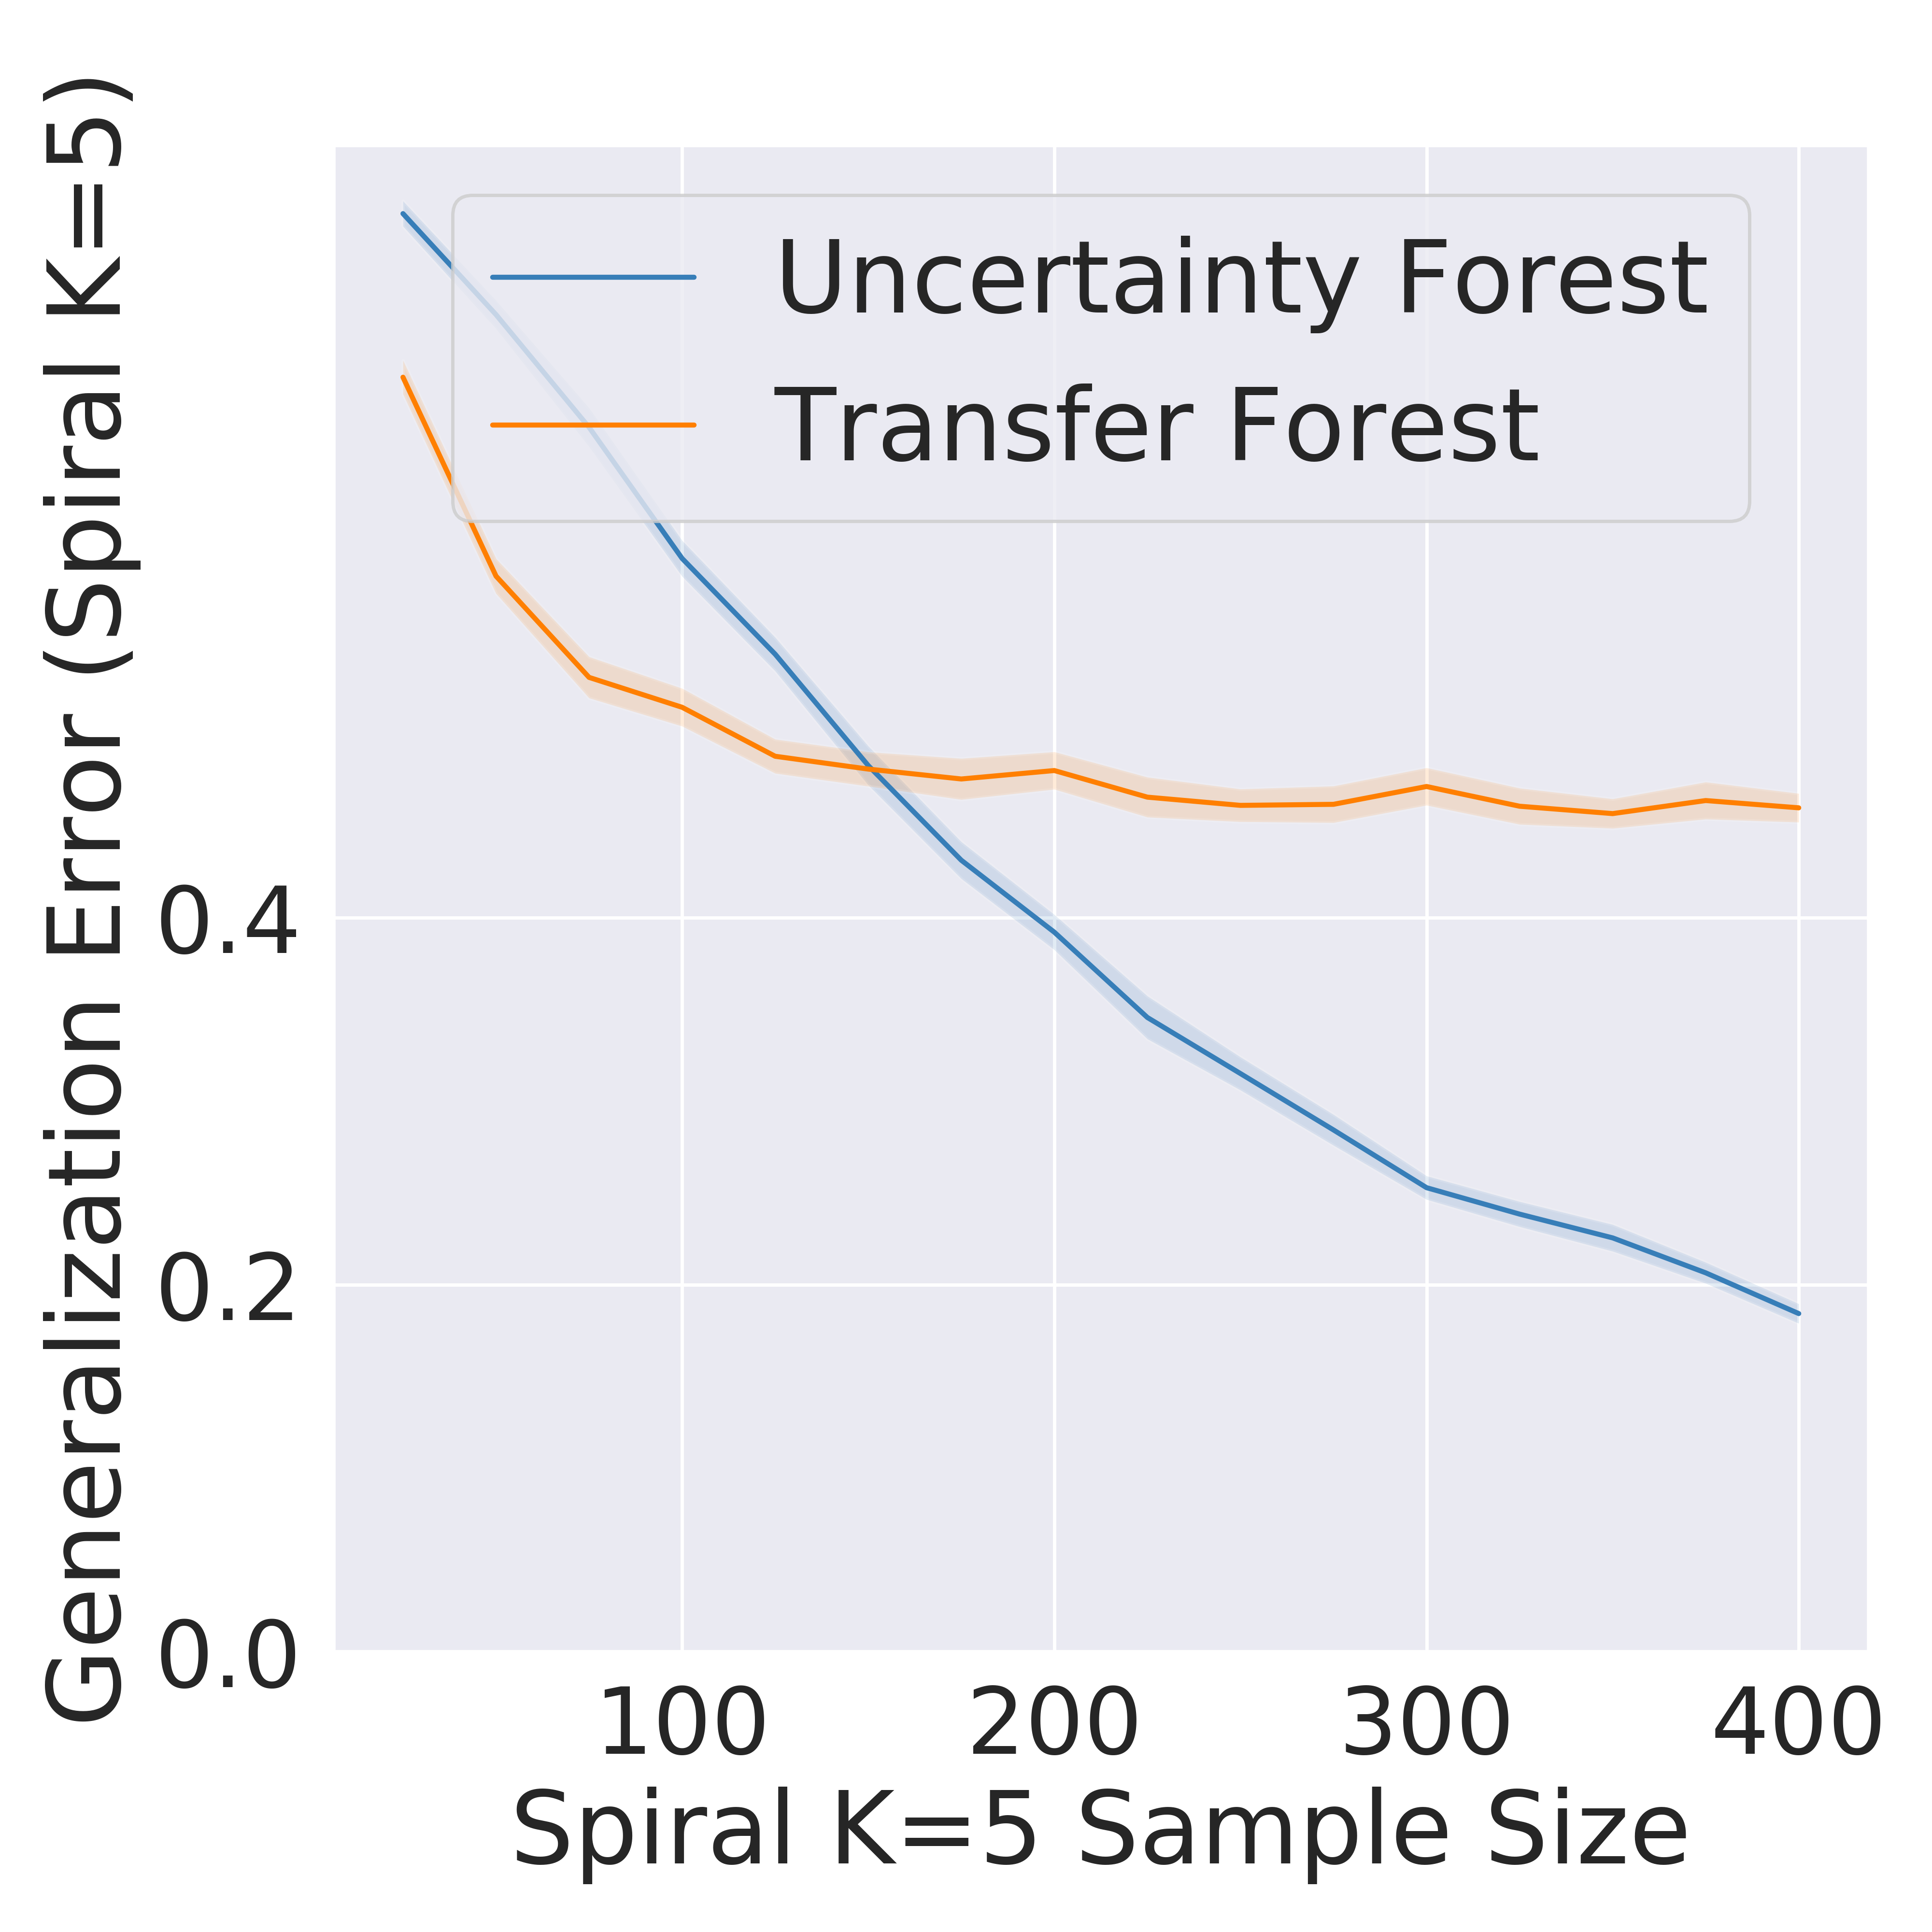 Generalization Error (Spiral K=5)
Uncertainty Forest
Transfer Forest
0.4
0.2
0.0
100 200 300 400
Spiral K=5 Sample Size